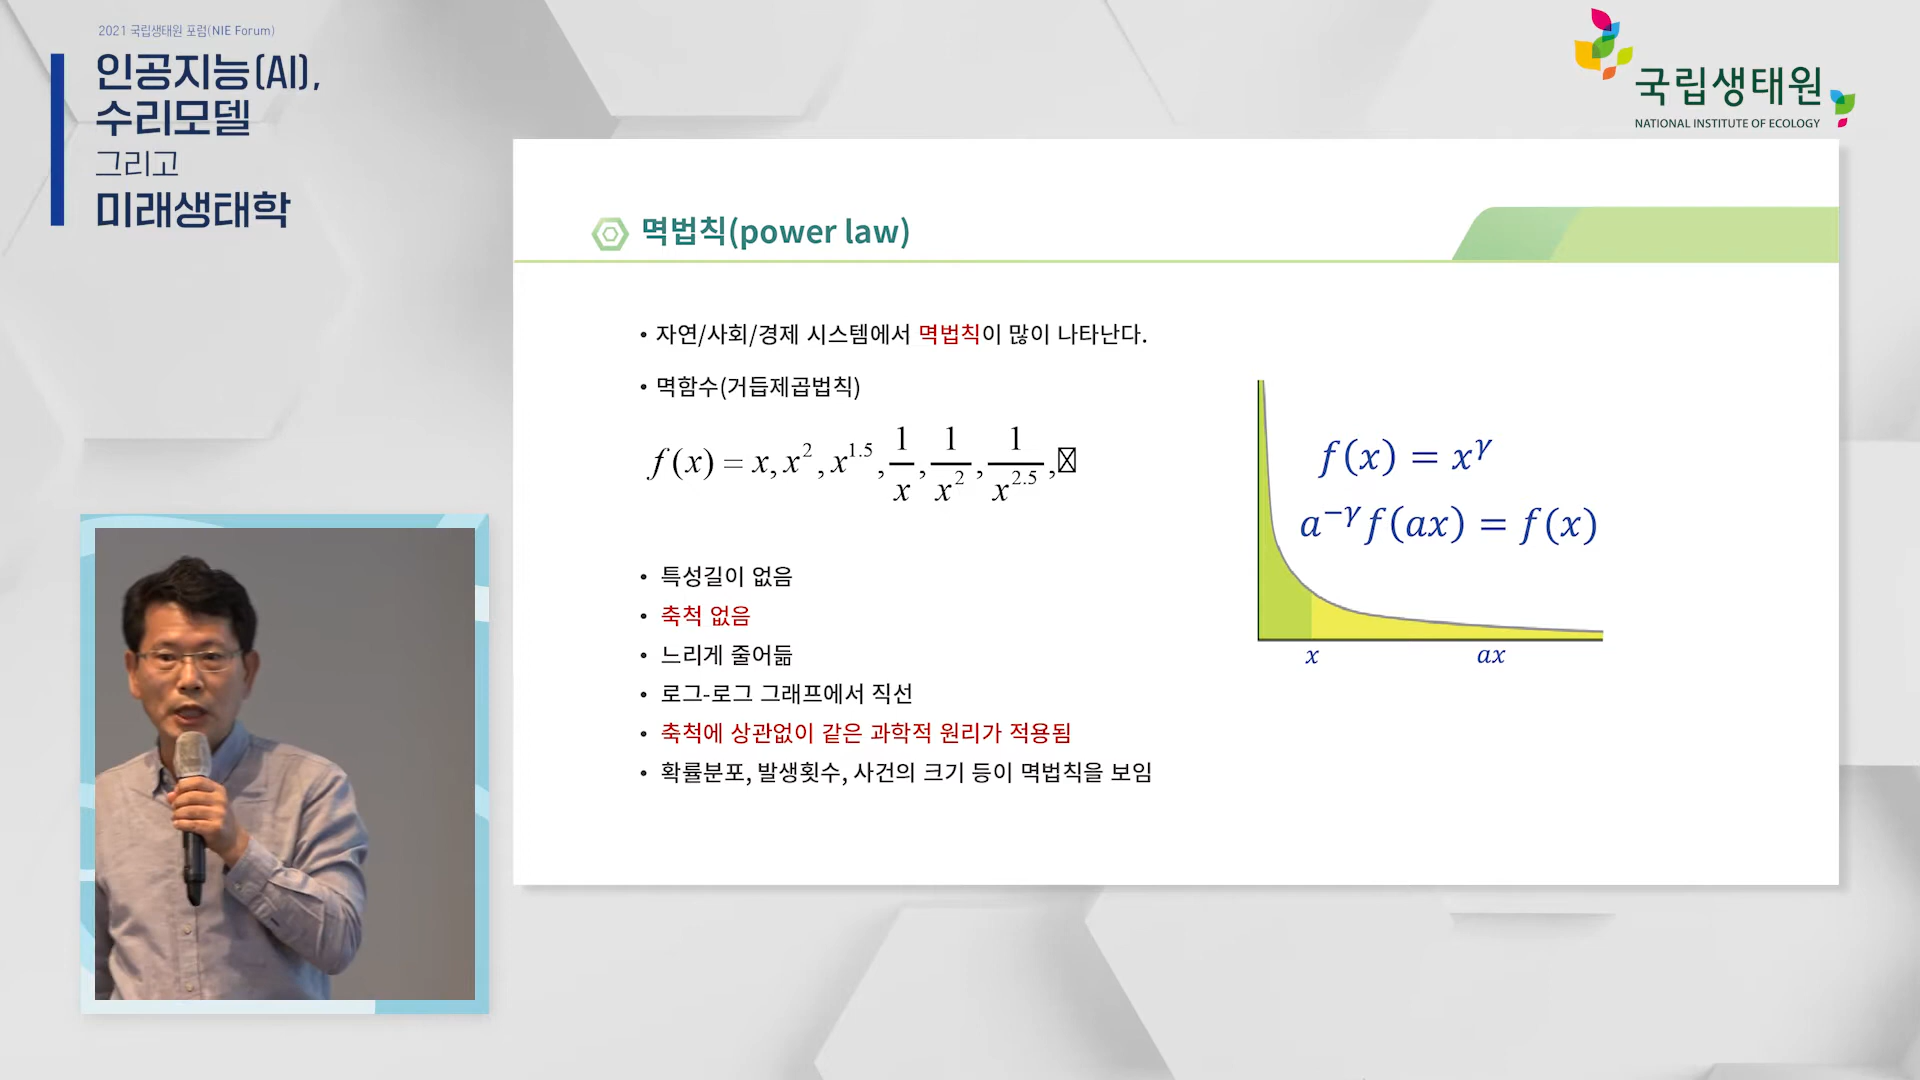 2021 국립생태원 포럼(NIE Forum)
인공지능(AI),
수리모델
그리고
미래생태학
국립생태원
NATIONAL INSTITUTE OF ECOLOGY
멱법칙(power law)
• 자연/사회/경제 시스템에서 멱법칙이 많이 나타난다.
• 멱함수(거듭제곱법칙)
f(x) = x, x², x^1.5, 1/x, 1/x², 1/x^2.5, 
• 특성길이 없음
• 축척 없음
• 느리게 줄어듦
• 로그-로그 그래프에서 직선
• 축척에 상관없이 같은 과학적 원리가 적용됨
• 확률분포, 발생횟수, 사건의 크기 등이 멱법칙을 보임
f(x) = x^γ
a^−γ f(ax) = f(x)
x
ax